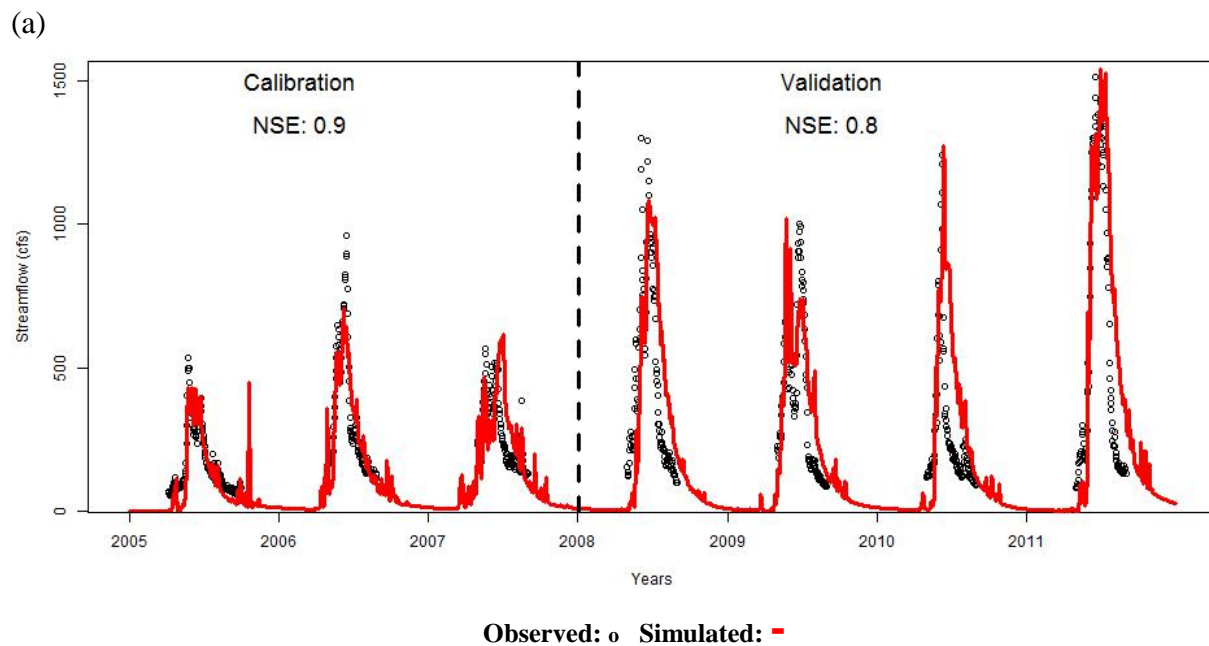 (a)
Calibration
NSE: 0.9
Validation
NSE: 0.8
1500
1000
500
0
Streamflow (cfs)
2005 2006 2007 2008 2009 2010 2011
Years
Observed: o Simulated: -